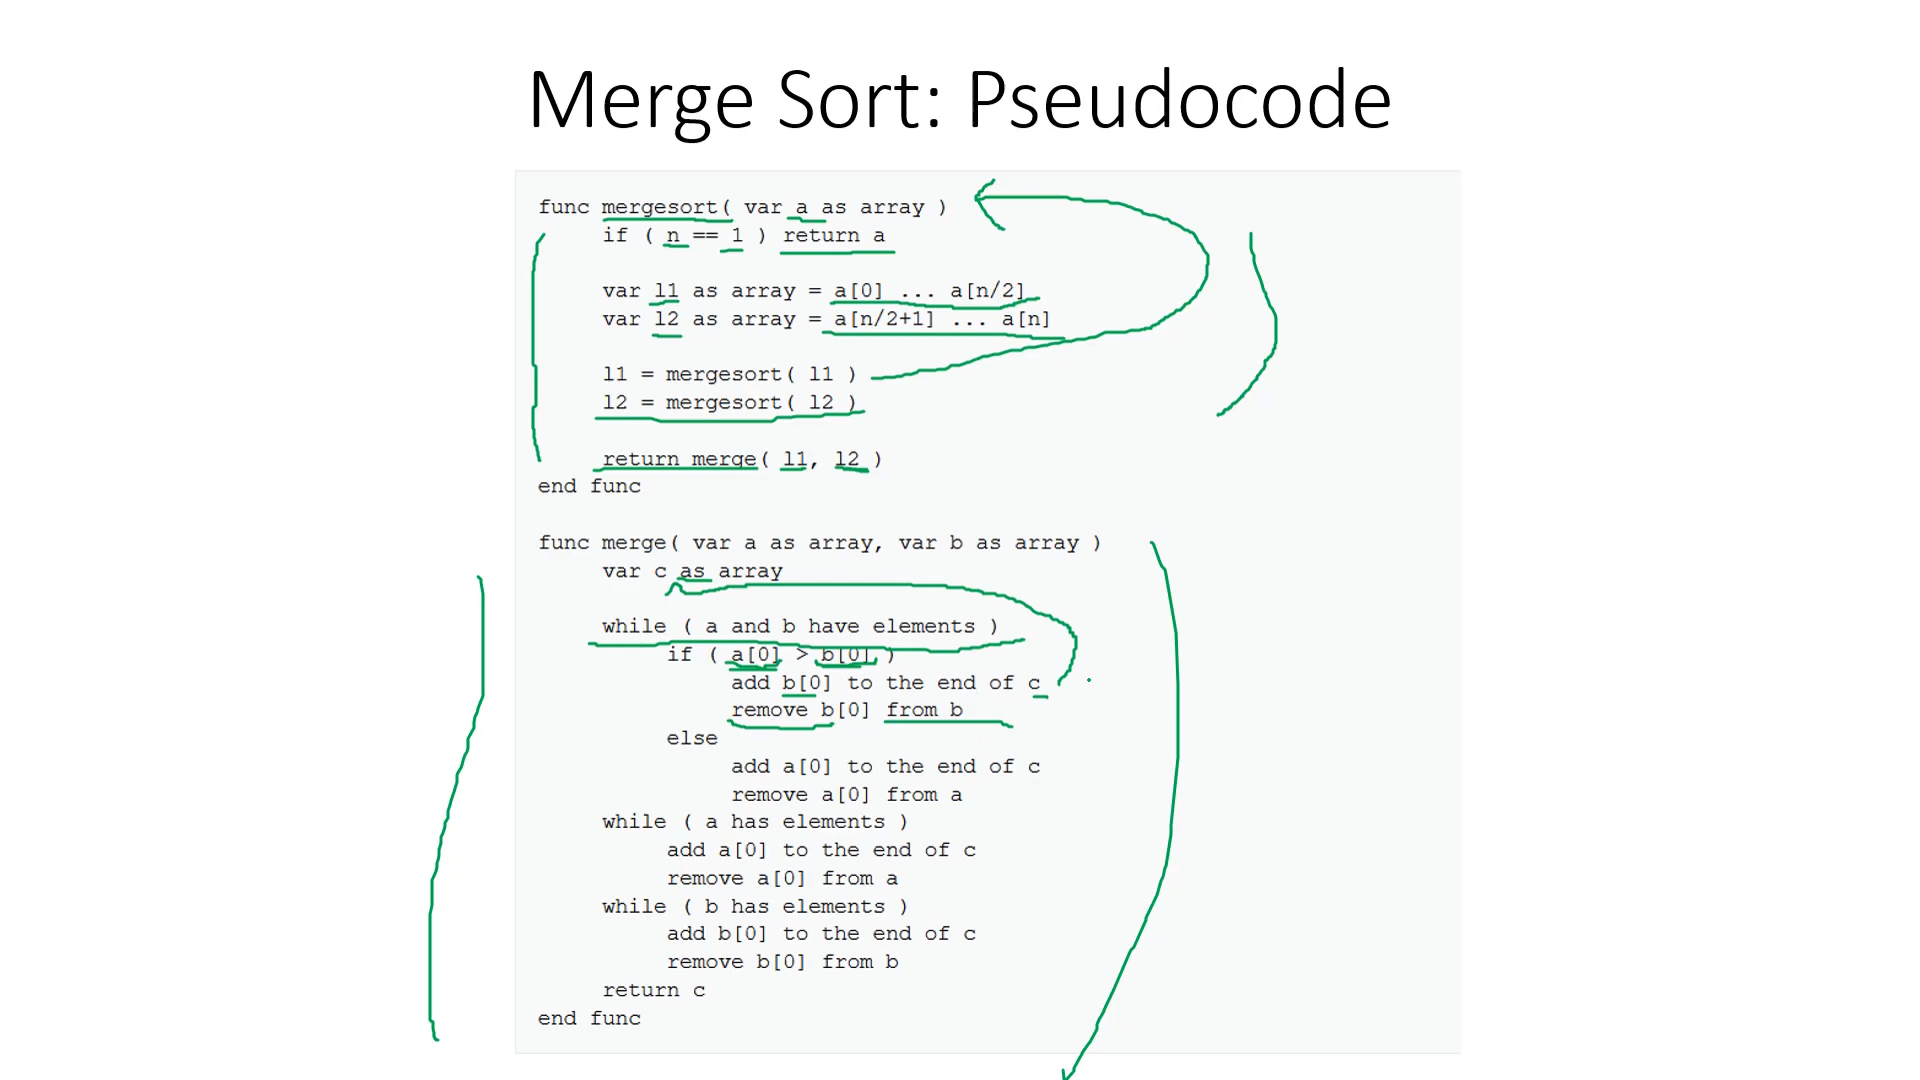 Merge Sort: Pseudocode
func mergesort( var a as array )
if ( n == 1 ) return a
var l1 as array = a[0] ... a[n/2]
var l2 as array = a[n/2+1] ... a[n]
l1 = mergesort( l1 )
l2 = mergesort( l2 )
return merge( l1, l2 )
end func
func merge( var a as array, var b as array )
var c as array
while ( a and b have elements )
if ( a[0] > b[0] )
add b[0] to the end of c
remove b[0] from b
else
add a[0] to the end of c
remove a[0] from a
while ( a has elements )
add a[0] to the end of c
remove a[0] from a
while ( b has elements )
add b[0] to the end of c
remove b[0] from b
return c
end func